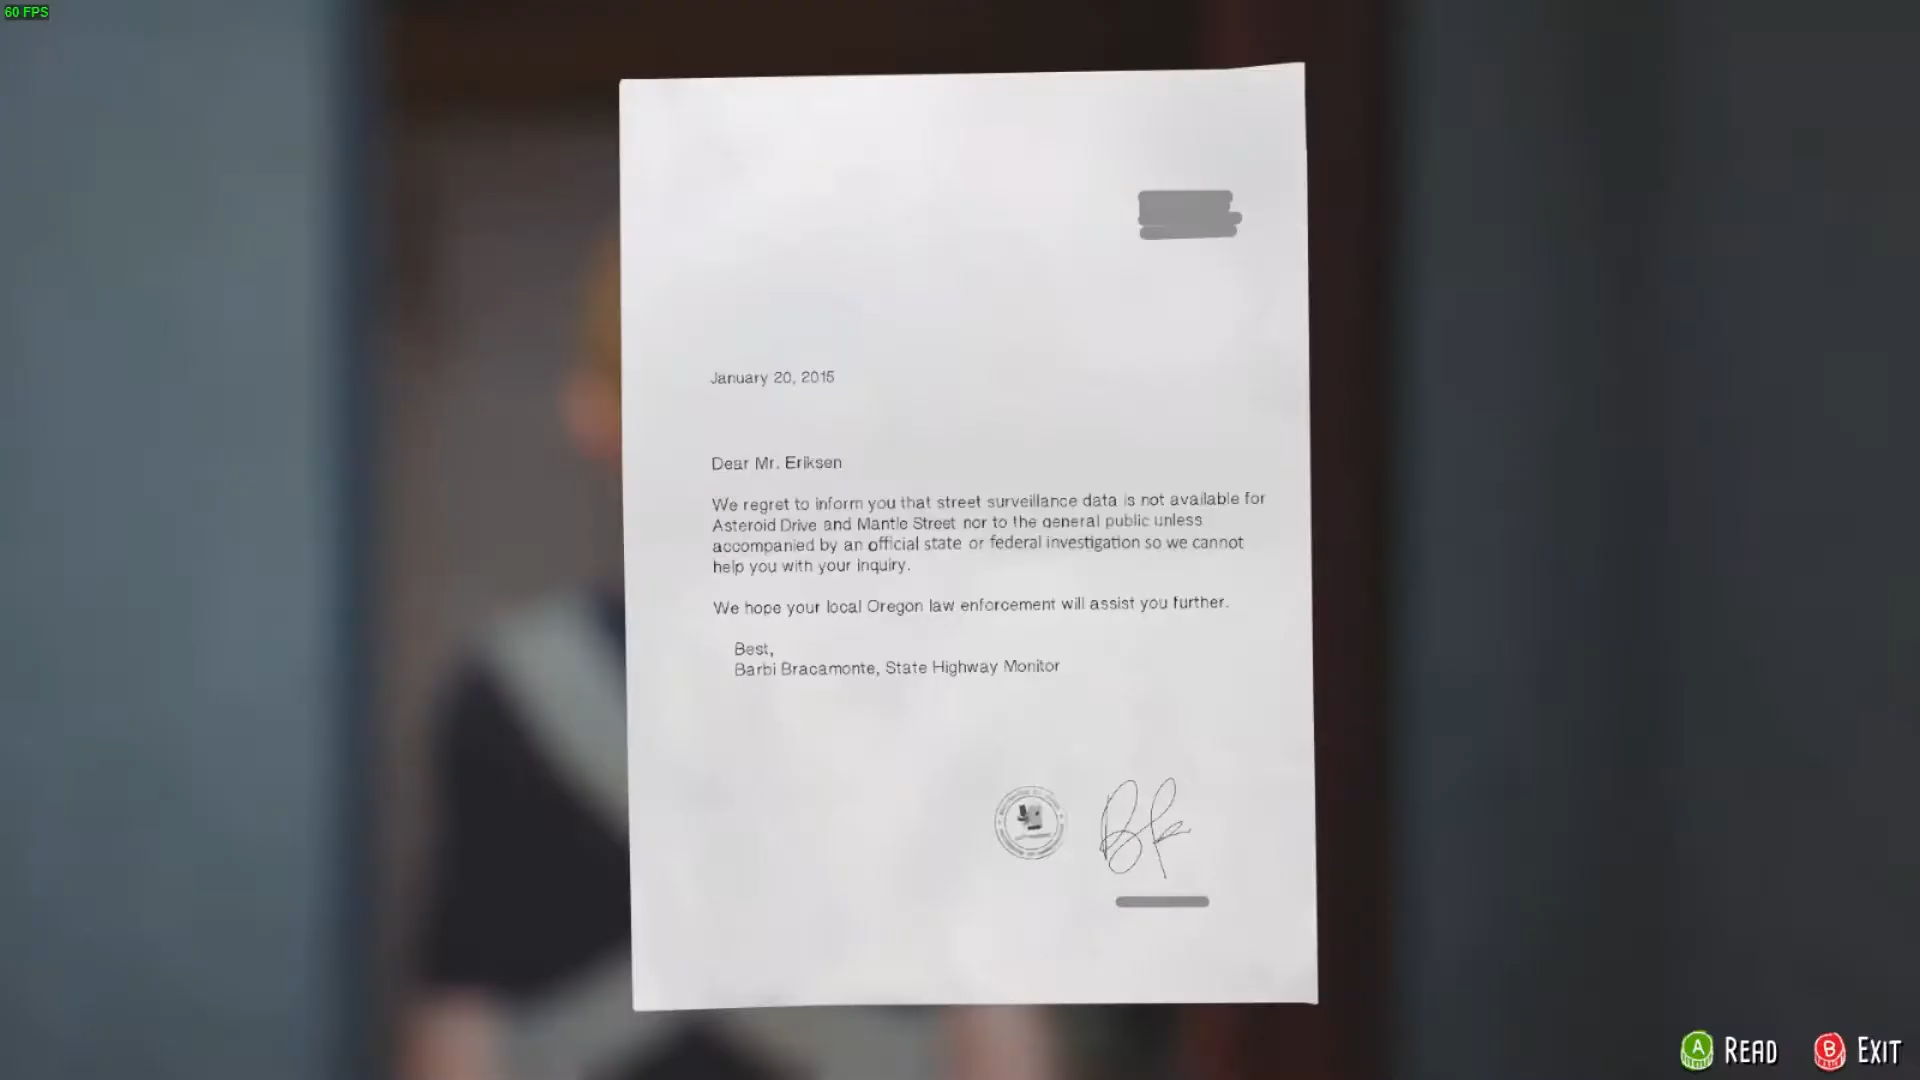 60 FPS
January 20, 2015
Dear Mr. Eriksen
We regret to inform you that street surveillance data is not available for
Asteroid Drive and Mantle Street nor to the general public unless
accompanied by an official state or federal investigation so we cannot
help you with your inquiry.
We hope your local Oregon law enforcement will assist you further.
Best,
Barbi Bracamonte, State Highway Monitor
A READ B EXIT